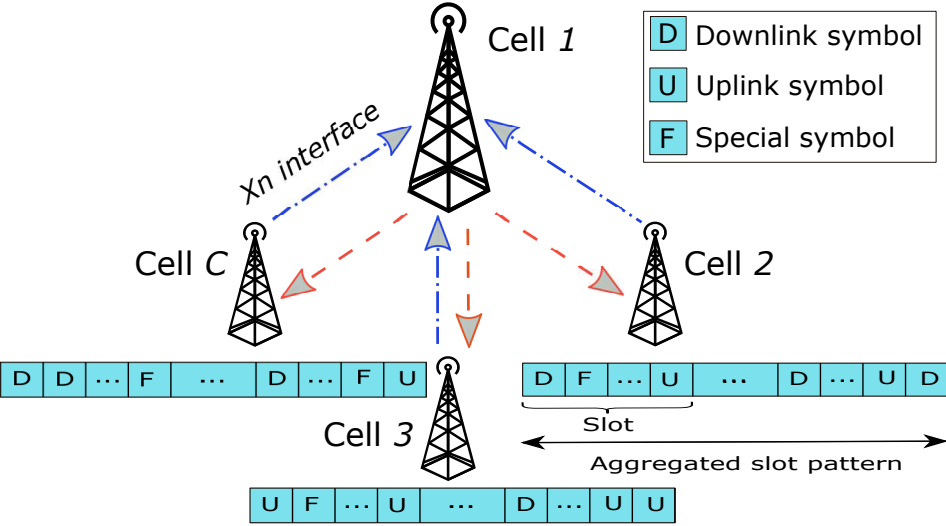 Cell 1
D Downlink symbol
U Uplink symbol
F Special symbol
Xn interface
Cell C
Cell 2
D D ... F ... D ... F U
D F ... U ... D ... U D
Slot
Cell 3
Aggregated slot pattern
U F ... U ... D ... U U